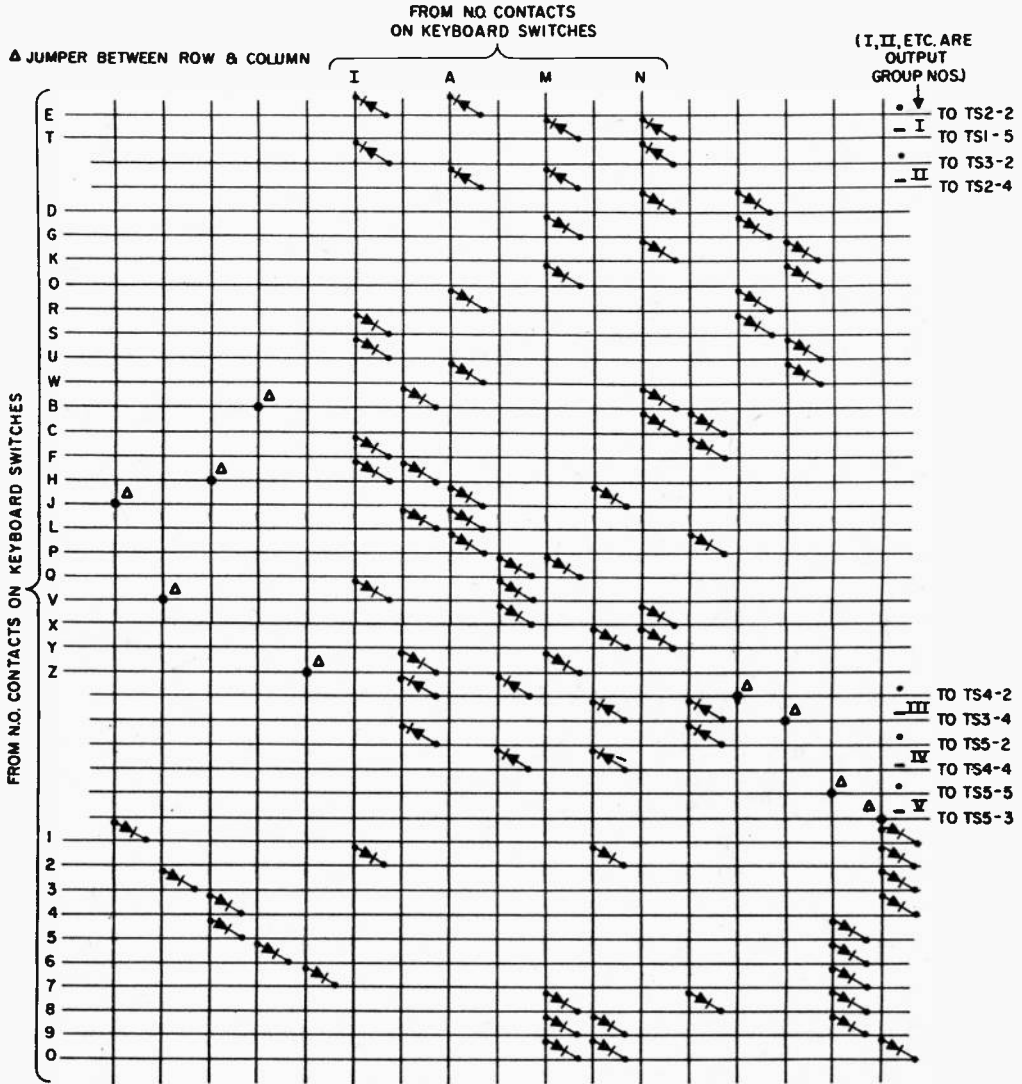 FROM N.O. CONTACTS
ON KEYBOARD SWITCHES
(I, II, ETC. ARE
OUTPUT
GROUP NOS.)
Δ JUMPER BETWEEN ROW & COLUMN
I A M N
E
• TO TS2-2
I
T
– TO TS1-5
• TO TS3-2
II
– TO TS2-4
D
G
K
O
R
S
U
W
B
Δ
C
F
H
Δ
J
Δ
L
P
Q
V
Δ
X
Y
Z
Δ
Δ
• TO TS4-2
III
Δ
– TO TS3-4
• TO TS5-2
IV
– TO TS4-4
Δ
• TO TS5-5
Δ
V
– TO TS5-3
1
2
3
4
5
6
7
8
9
0
FROM N.O. CONTACTS ON KEYBOARD SWITCHES